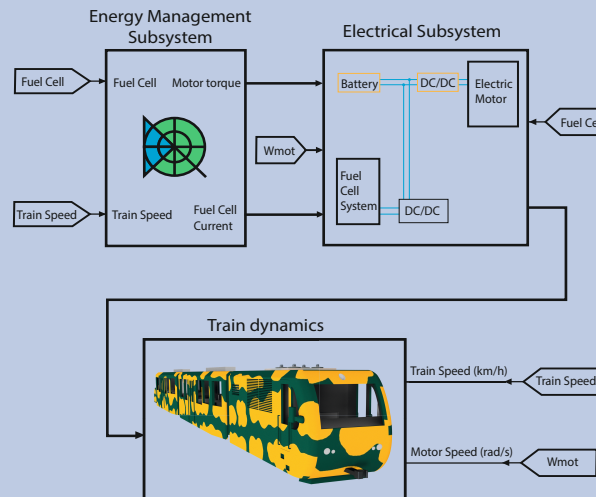 Energy Management
Subsystem
Electrical Subsystem
Fuel Cell
Fuel Cell
Motor torque
Battery
DC/DC
Electric
Motor
Fuel Ce
Wmot
Fuel
Cell
System
DC/DC
Train Speed
Train Speed
Fuel Cell
Current
Train dynamics
Train Speed (km/h)
Train Speed
Motor Speed (rad/s)
Wmot